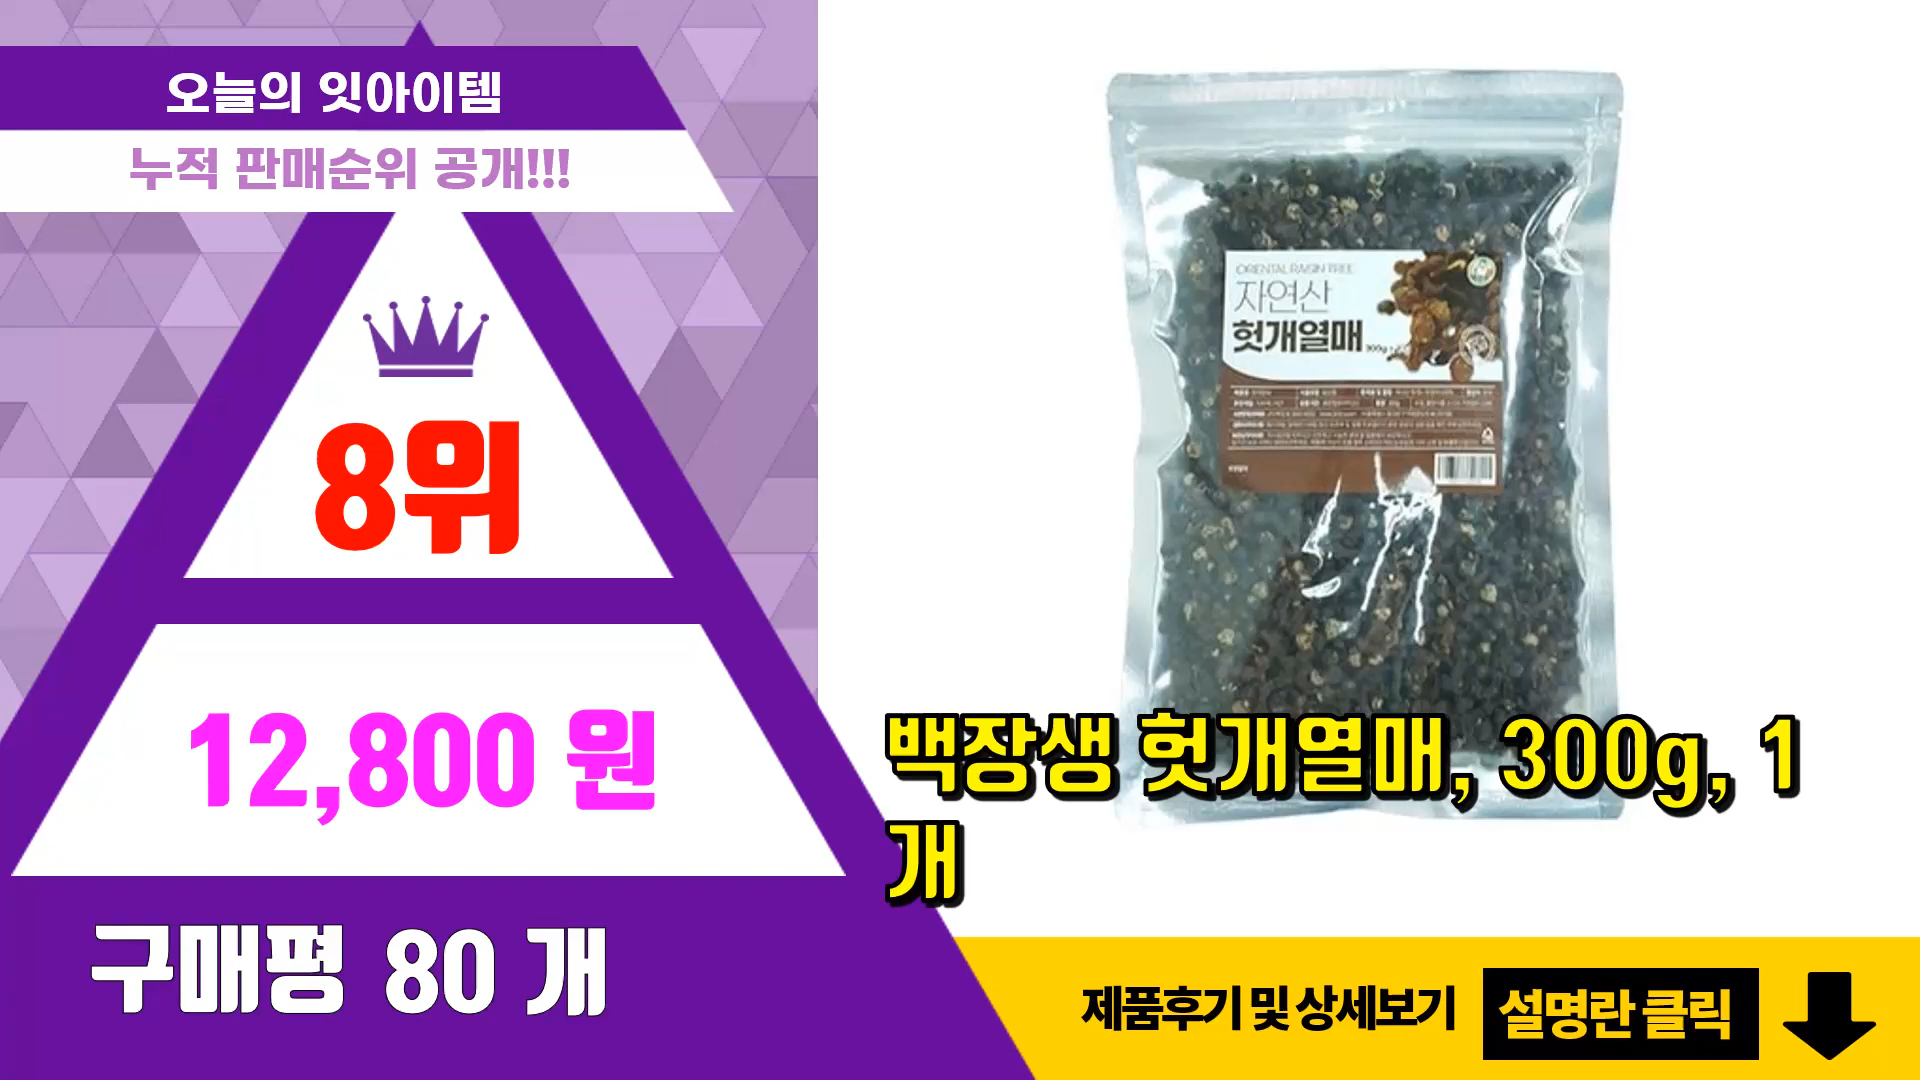 오늘의 잇아이템
누적 판매순위 공개!!!
8위
12,800 원
구매평 80 개
ORIENTAL RAISIN TREE
자연산
헛개열매 300g
백장생 헛개열매, 300g, 1
개
제품후기 및 상세보기
설명란 클릭